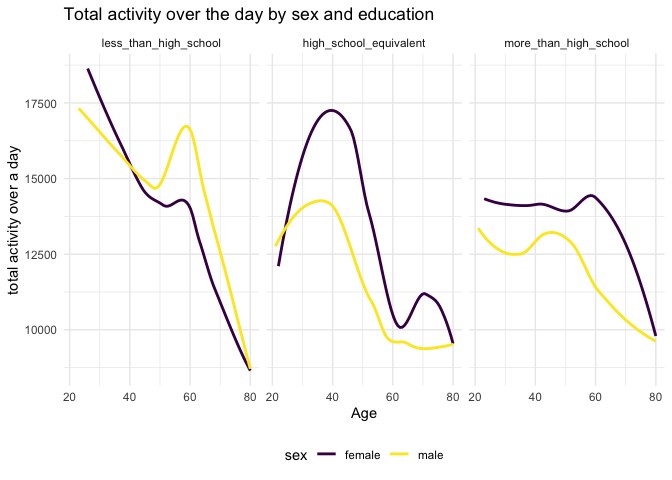 Total activity over the day by sex and education
less_than_high_school high_school_equivalent more_than_high_school
total activity over a day
17500
15000
12500
10000
20 40 60 80 20 40 60 80 20 40 60 80
Age
sex female male